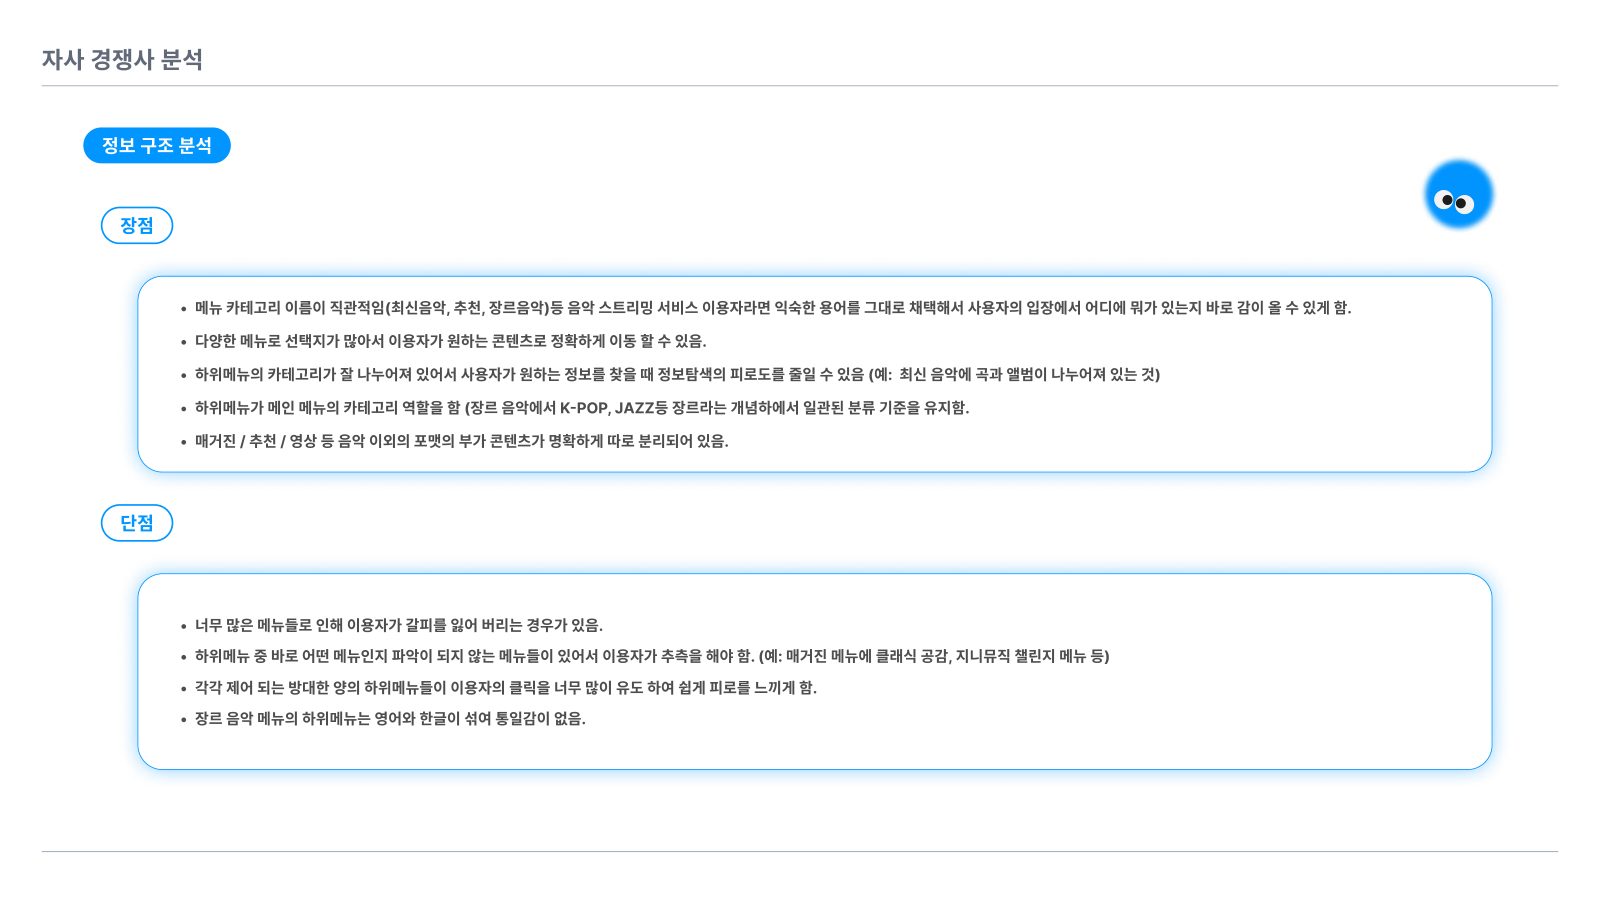 자사 경쟁사 분석
정보 구조 분석
장점
• 메뉴 카테고리 이름이 직관적임(최신음악, 추천, 장르음악)등 음악 스트리밍 서비스 이용자라면 익숙한 용어를 그대로 채택해서 사용자의 입장에서 어디에 뭐가 있는지 바로 감이 올 수 있게 함.
• 다양한 메뉴로 선택지가 많아서 이용자가 원하는 콘텐츠로 정확하게 이동 할 수 있음.
• 하위메뉴의 카테고리가 잘 나누어져 있어서 사용자가 원하는 정보를 찾을 때 정보탐색의 피로도를 줄일 수 있음 (예: 최신 음악에 곡과 앨범이 나누어져 있는 것)
• 하위메뉴가 메인 메뉴의 카테고리 역할을 함 (장르 음악에서 K-POP, JAZZ등 장르라는 개념하에서 일관된 분류 기준을 유지함.
• 매거진 / 추천 / 영상 등 음악 이외의 포맷의 부가 콘텐츠가 명확하게 따로 분리되어 있음.
단점
• 너무 많은 메뉴들로 인해 이용자가 갈피를 잃어 버리는 경우가 있음.
• 하위메뉴 중 바로 어떤 메뉴인지 파악이 되지 않는 메뉴들이 있어서 이용자가 추측을 해야 함. (예: 매거진 메뉴에 클래식 공감, 지니뮤직 챌린지 메뉴 등)
• 각각 제어 되는 방대한 양의 하위메뉴들이 이용자의 클릭을 너무 많이 유도 하여 쉽게 피로를 느끼게 함.
• 장르 음악 메뉴의 하위메뉴는 영어와 한글이 섞여 통일감이 없음.